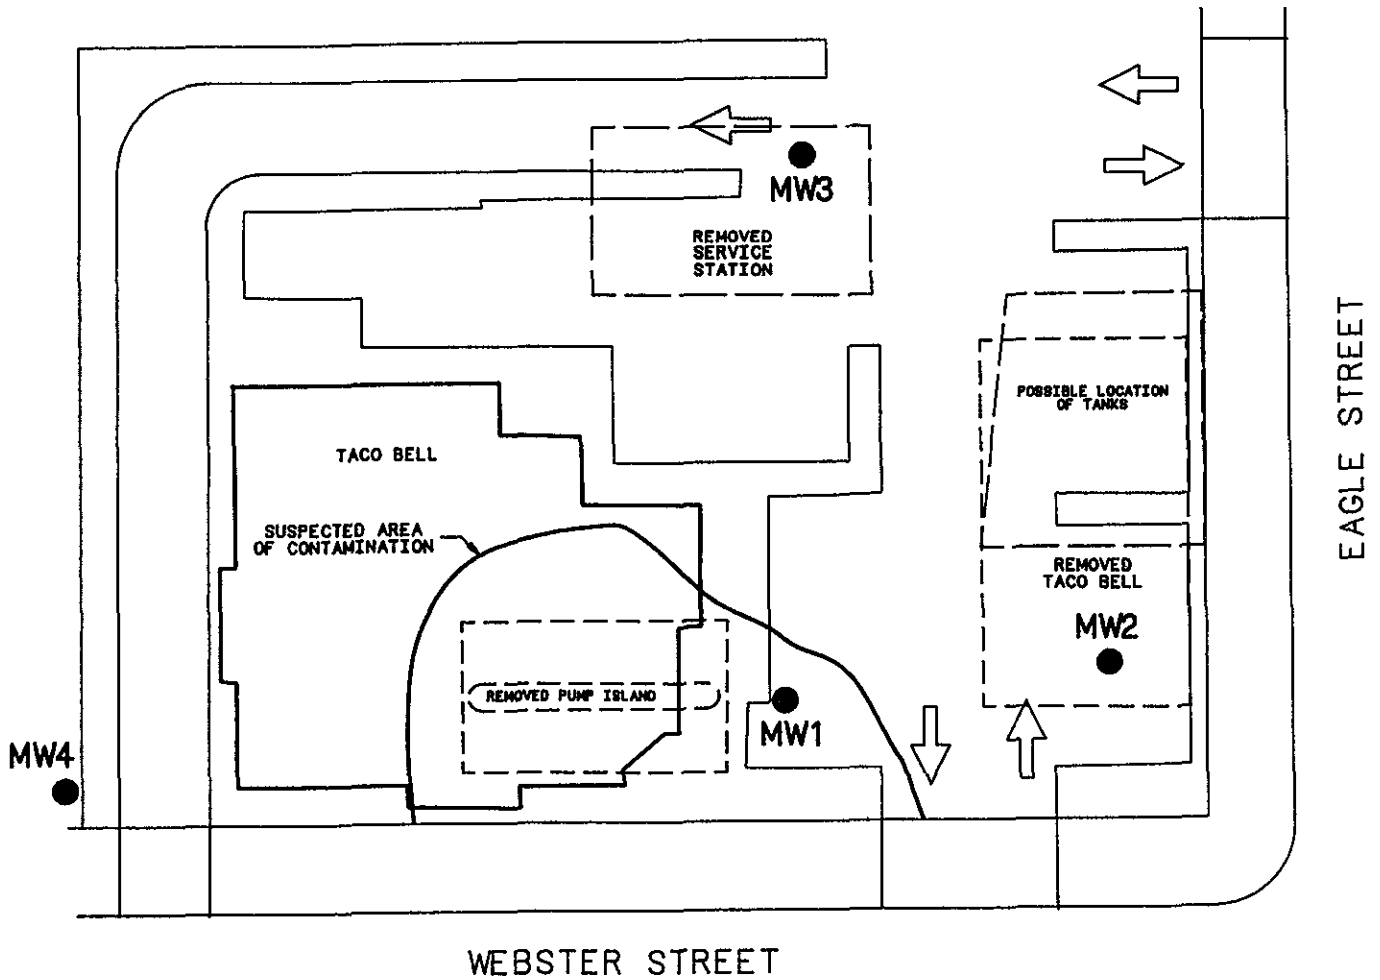 MW3
REMOVED
SERVICE
STATION
POSSIBLE LOCATION
OF TANKS
EAGLE STREET
TACO BELL
SUSPECTED AREA
OF CONTAMINATION
REMOVED
TACO BELL
MW2
REMOVED PUMP ISLAND
MW1
MW4
WEBSTER STREET